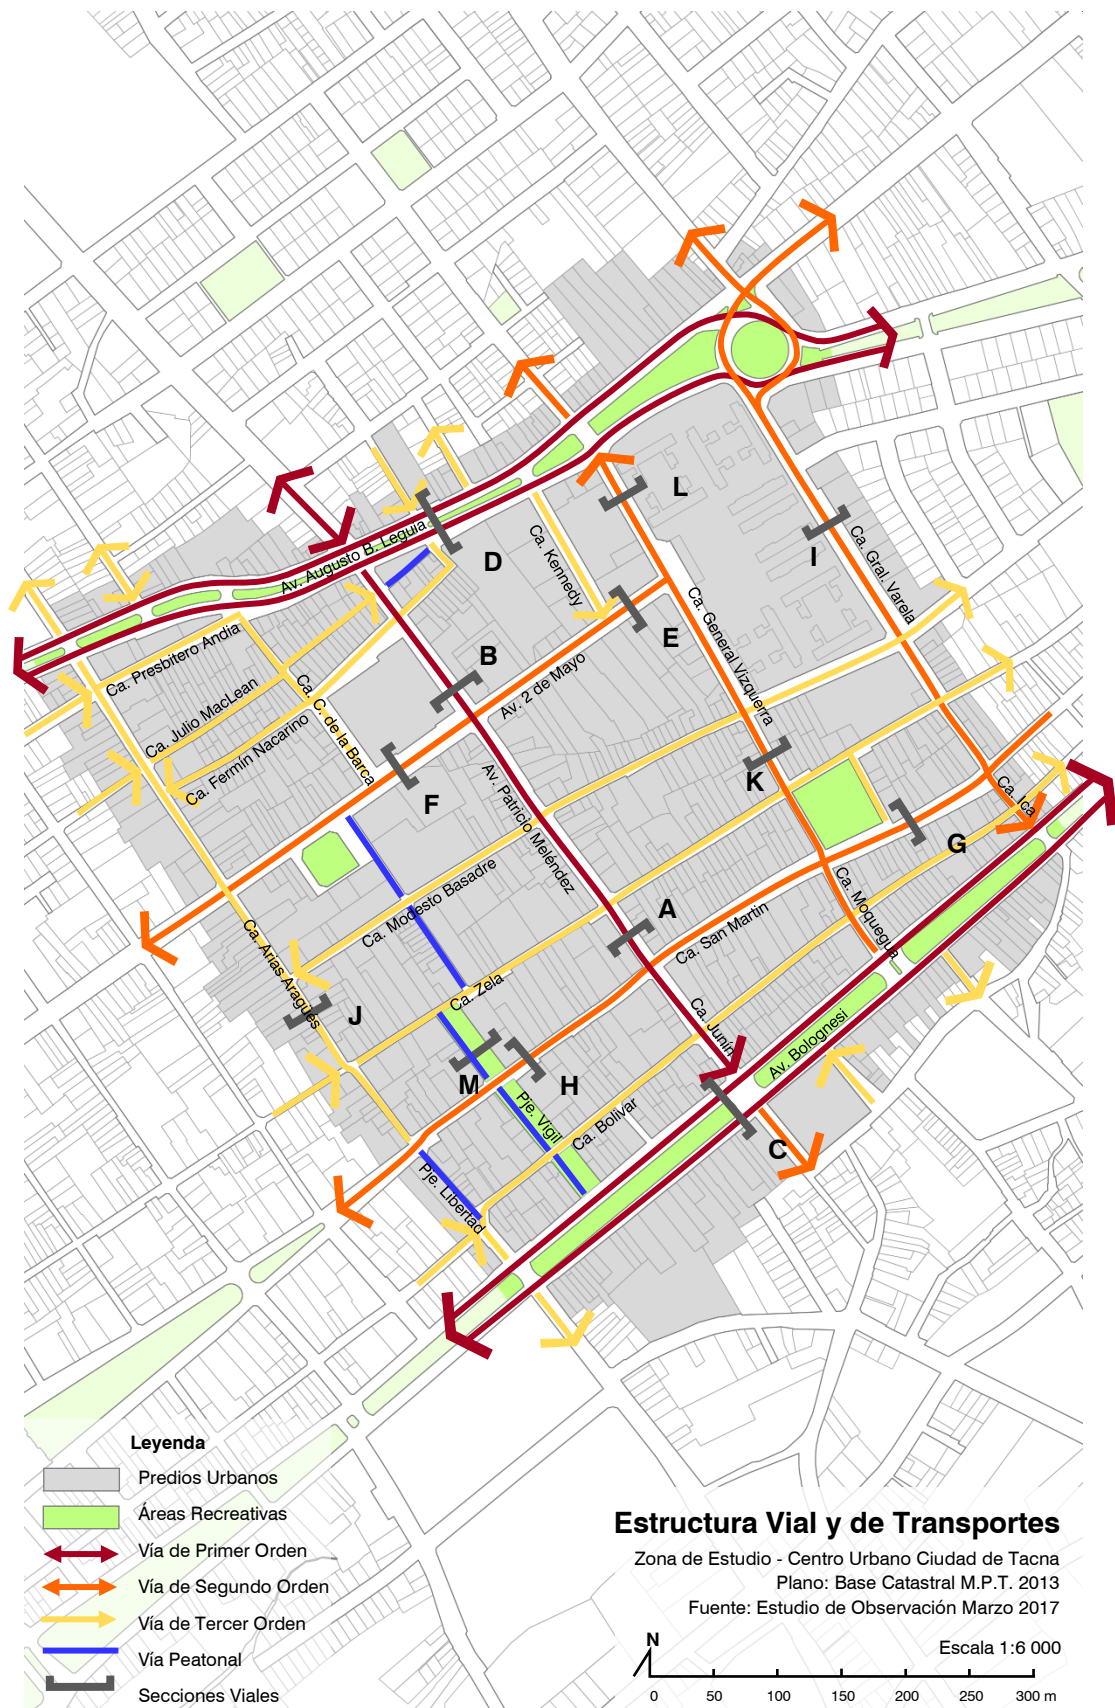 L
D
I
E
B
F
K
G
A
J
M
H
C
Av. Augusto B. Leguia
Ca. Kennedy
Ca. Gral. Varela
Ca. General Vizquerra
Ca. Presbitero Andia
Ca. Julio MacLean
Ca. Fermin Nacarino
Ca. C. de la Barca
Av. 2 de Mayo
Av. Patricio Meléndez
Ca. Modesto Basadre
Ca. Ica
Ca. Moquegua
Ca. San Martin
Ca. Arias Aragués
Ca. Zela
Ca. Junín
Av. Bolognesi
Pje. Vigil
Ca. Bolivar
Pje. Libertad
Leyenda
Predios Urbanos
Áreas Recreativas
Vía de Primer Orden
Vía de Segundo Orden
Vía de Tercer Orden
Vía Peatonal
Secciones Viales
Estructura Vial y de Transportes
Zona de Estudio - Centro Urbano Ciudad de Tacna
Plano: Base Catastral M.P.T. 2013
Fuente: Estudio de Observación Marzo 2017
N
Escala 1:6 000
0 50 100 150 200 250 300 m